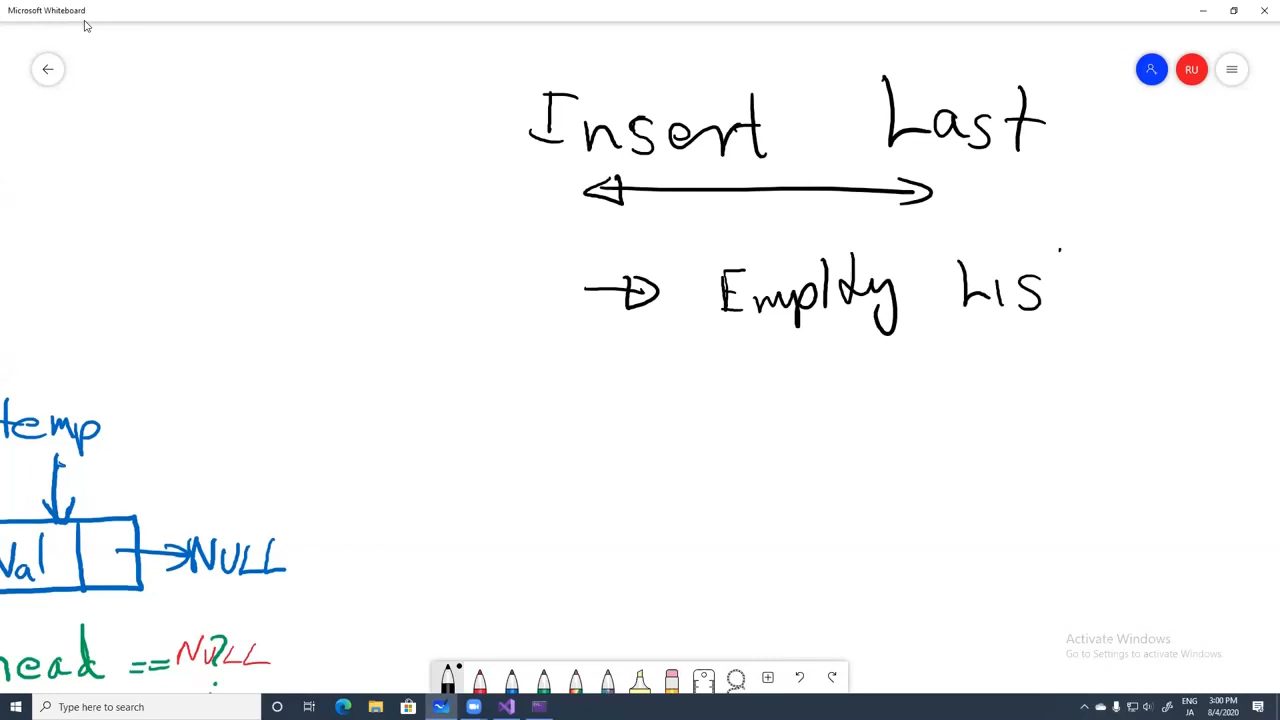 Microsoft Whiteboard
RU
Insert Last
Empldy LIS
temp
Val
NULL
head == NULL
?
Activate Windows
Go to Settings to activate Windows.
Type here to search
ENG
JA
3:00 PM
8/4/2020